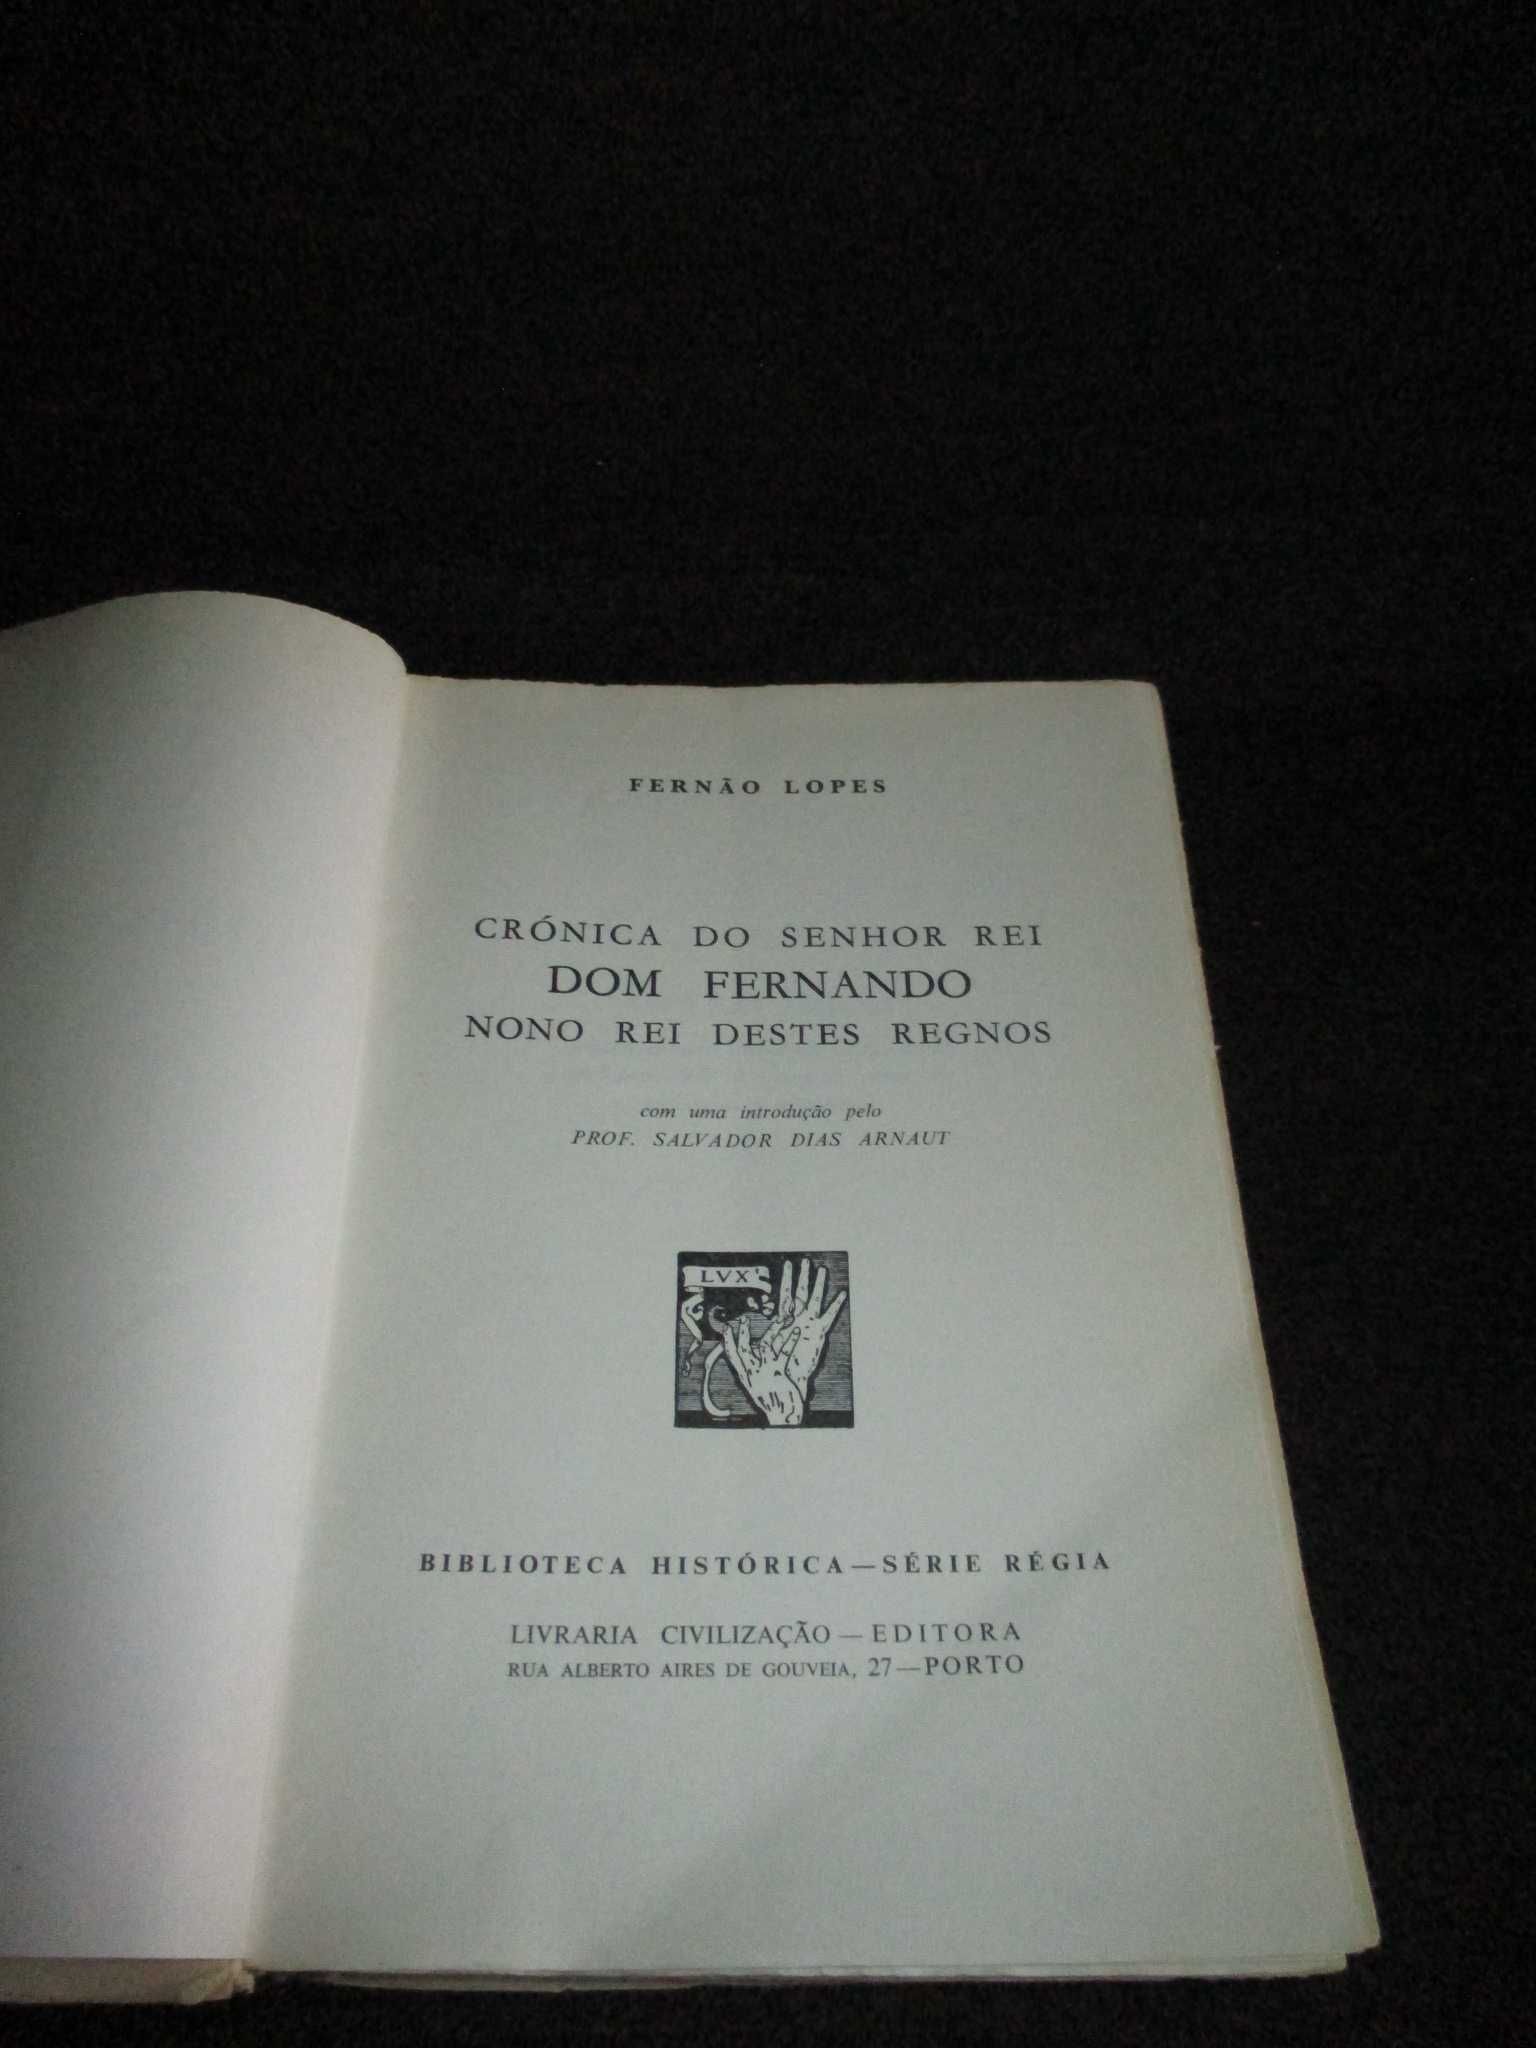 FERNÃO LOPES
CRÓNICA DO SENHOR REI
DOM FERNANDO
NONO REI DESTES REGNOS
com uma introdução pelo
PROF. SALVADOR DIAS ARNAUT
LVX
BIBLIOTECA HISTÓRICA—SÉRIE RÉGIA
LIVRARIA CIVILIZAÇÃO—EDITORA
RUA ALBERTO AIRES DE GOUVEIA, 27—PORTO